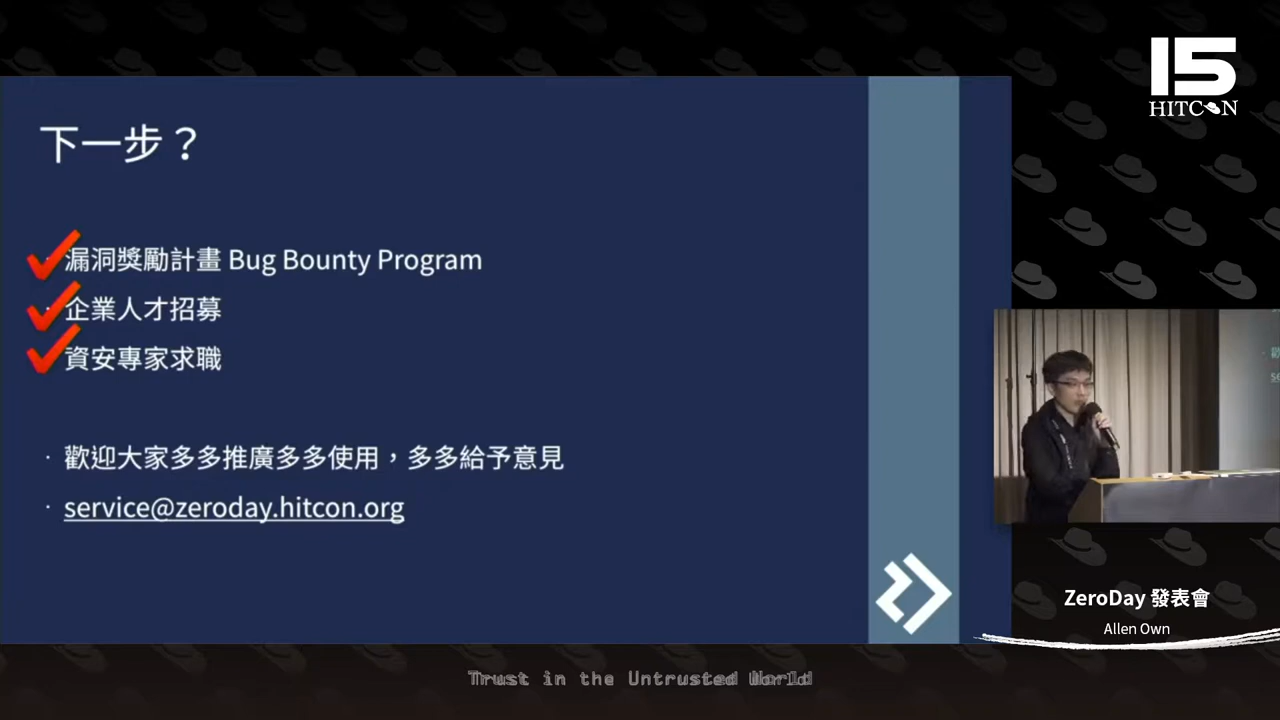 15
HITCON
下一步？
漏洞獎勵計畫 Bug Bounty Program
企業人才招募
資安專家求職
· 歡迎大家多多推廣多多使用，多多給予意見
· service@zeroday.hitcon.org
ZeroDay 發表會
Allen Own
Trust in the Untrusted World